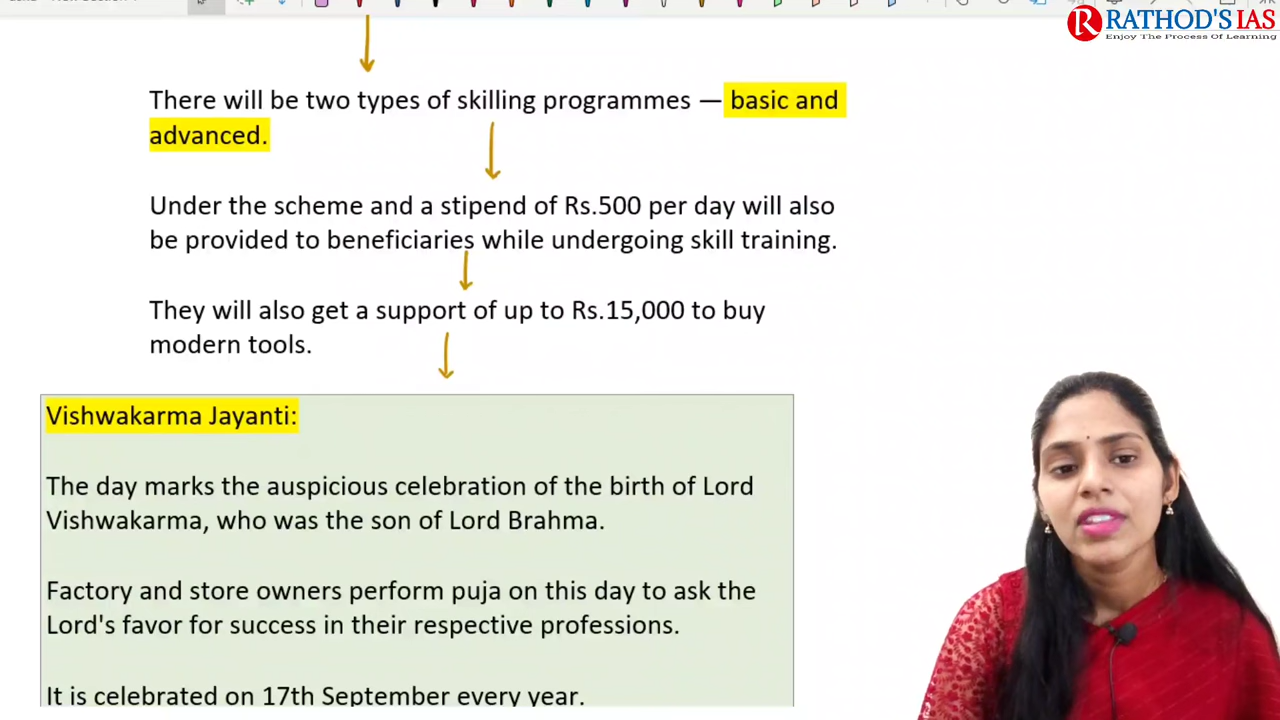 RATHOD'S IAS
Enjoy The Process Of Learning
There will be two types of skilling programmes — basic and
advanced.
Under the scheme and a stipend of Rs.500 per day will also
be provided to beneficiaries while undergoing skill training.
They will also get a support of up to Rs.15,000 to buy
modern tools.
Vishwakarma Jayanti:
The day marks the auspicious celebration of the birth of Lord
Vishwakarma, who was the son of Lord Brahma.
Factory and store owners perform puja on this day to ask the
Lord's favor for success in their respective professions.
It is celebrated on 17th September every year.